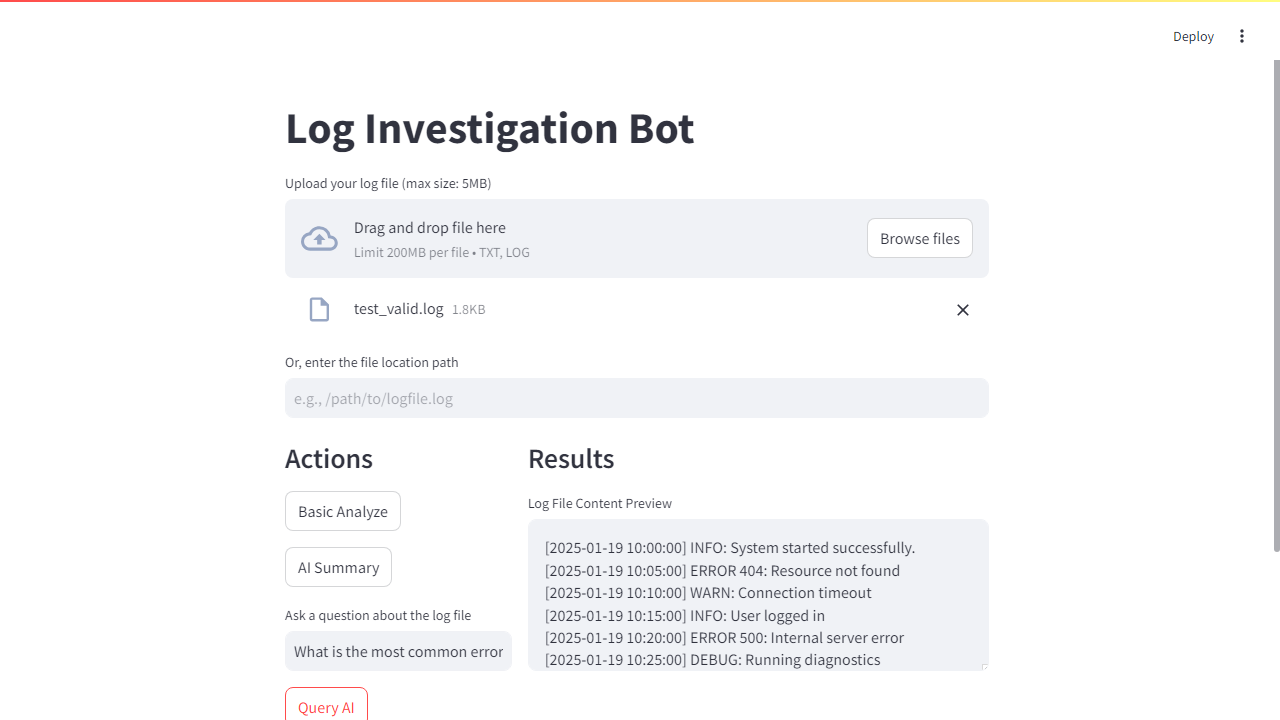 Deploy
Log Investigation Bot
Upload your log file (max size: 5MB)
Drag and drop file here
Limit 200MB per file • TXT, LOG
Browse files
test_valid.log 1.8KB
Or, enter the file location path
e.g., /path/to/logfile.log
Actions
Basic Analyze
AI Summary
Ask a question about the log file
What is the most common error
Query AI
Results
Log File Content Preview
[2025-01-19 10:00:00] INFO: System started successfully.
[2025-01-19 10:05:00] ERROR 404: Resource not found
[2025-01-19 10:10:00] WARN: Connection timeout
[2025-01-19 10:15:00] INFO: User logged in
[2025-01-19 10:20:00] ERROR 500: Internal server error
[2025-01-19 10:25:00] DEBUG: Running diagnostics